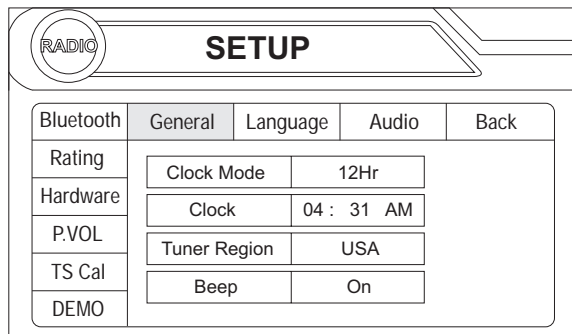 RADIO
SETUP
Bluetooth General Language Audio Back
Rating
Hardware
P.VOL
TS Cal
DEMO
Clock Mode 12Hr
Clock 04 : 31 AM
Tuner Region USA
Beep On